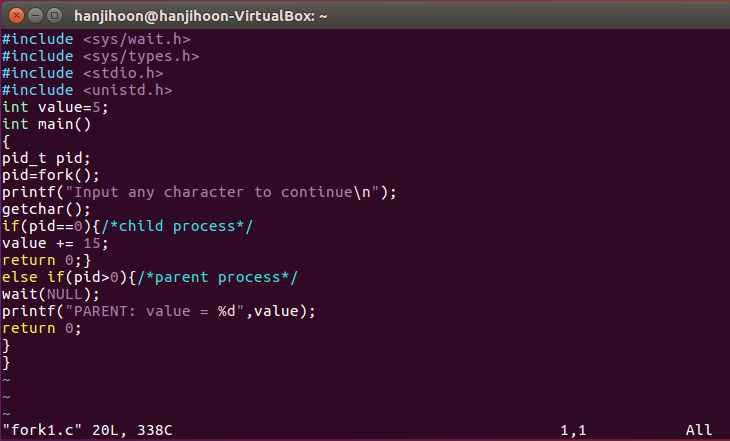 hanjihoon@hanjihoon-VirtualBox: ~
#include <sys/wait.h>
#include <sys/types.h>
#include <stdio.h>
#include <unistd.h>
int value=5;
int main()
{
pid_t pid;
pid=fork();
printf("Input any character to continue\n");
getchar();
if(pid==0){/*child process*/
value += 15;
return 0;}
else if(pid>0){/*parent process*/
wait(NULL);
printf("PARENT: value = %d",value);
return 0;
}
}
~
~
~
"fork1.c" 20L, 338C 1,1 All